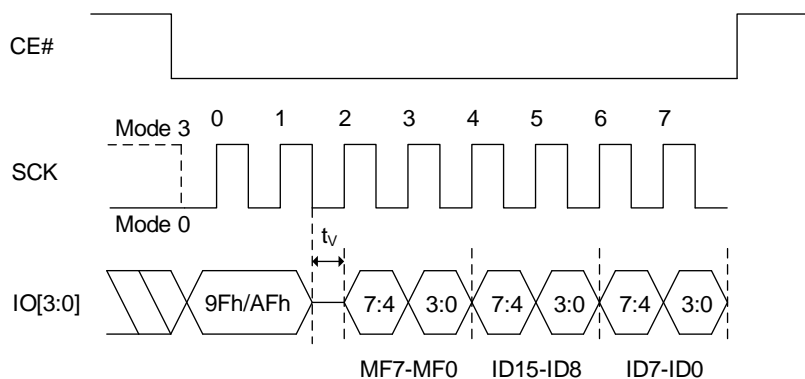 CE#
Mode 3
0 1 2 3 4 5 6 7
SCK
Mode 0
tV
IO[3:0]
9Fh/AFh
7:4 3:0 7:4 3:0 7:4 3:0
MF7-MF0 ID15-ID8 ID7-ID0